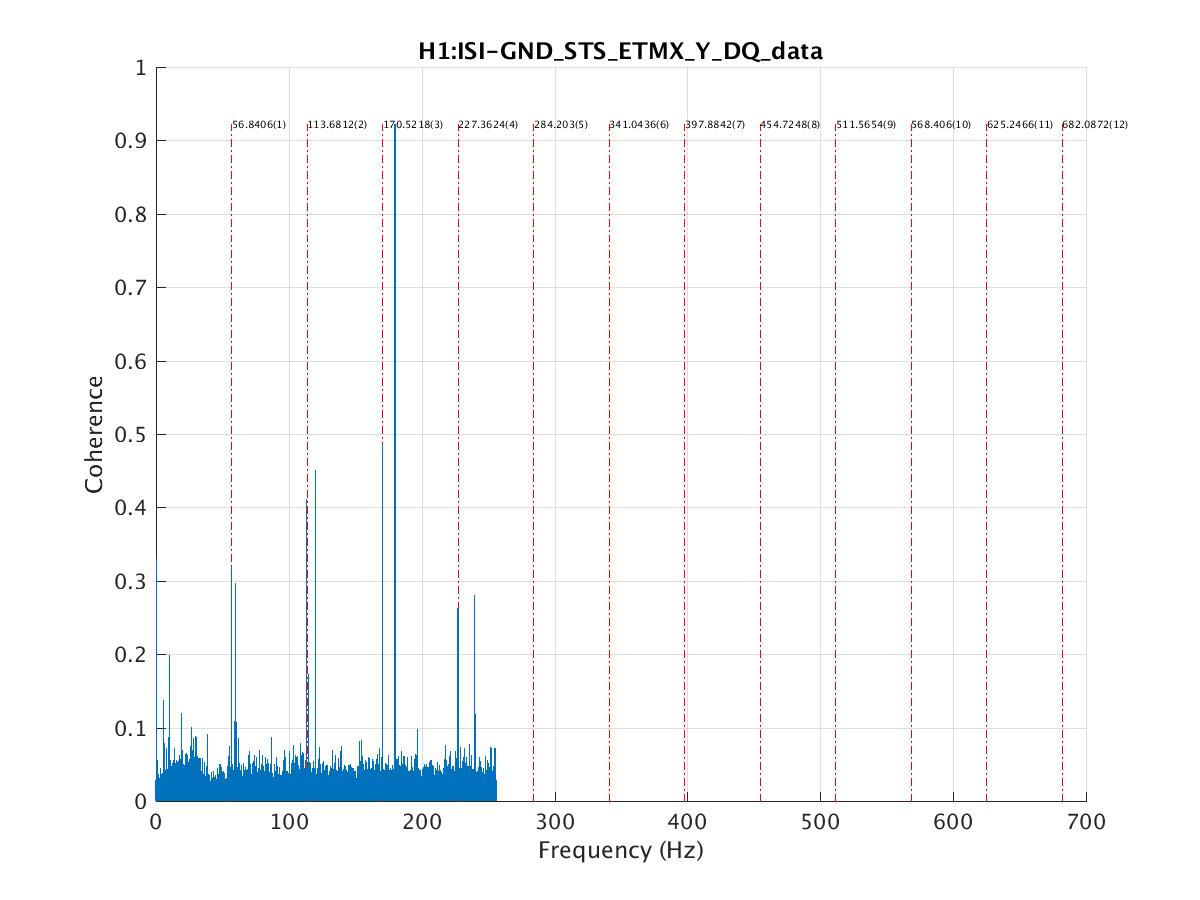 H1:ISI-GND_STS_ETMX_Y_DQ_data
1
0.9
0.8
0.7
0.6
0.5
0.4
0.3
0.2
0.1
0
Coherence
56.8406(1) 113.6812(2) 170.5218(3) 227.3624(4) 284.203(5) 341.0436(6) 397.8842(7) 454.7248(8) 511.5654(9) 568.406(10) 625.2466(11) 682.0872(12)
0 100 200 300 400 500 600 700
Frequency (Hz)